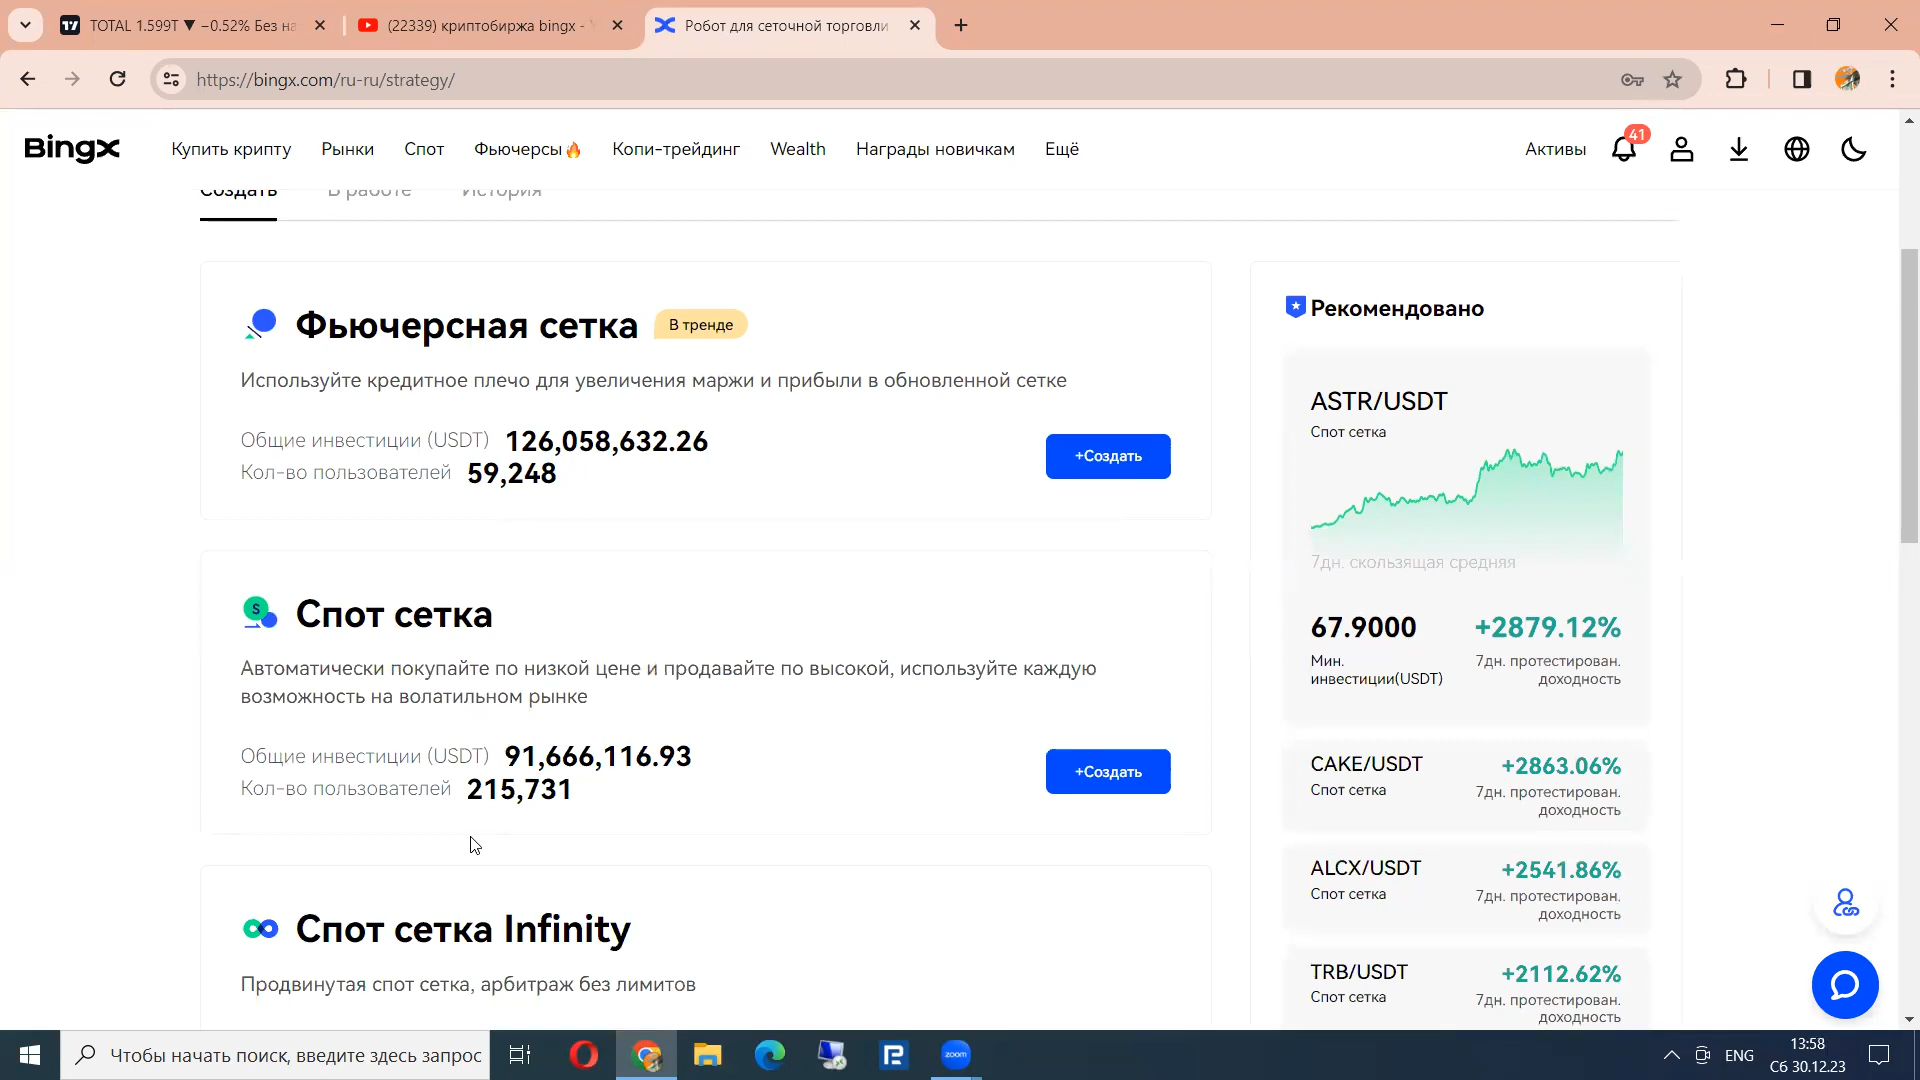 TOTAL 1.599T ▼ −0.52% Без на
(22339) криптобиржа bingx -
Робот для сеточной торговли
https://bingx.com/ru-ru/strategy/
BingX
Купить крипту
Рынки
Спот
Фьючерсы
Копи-трейдинг
Wealth
Награды новичкам
Ещё
Активы
41
Создать
В работе
История
Фьючерсная сетка
В тренде
Используйте кредитное плечо для увеличения маржи и прибыли в обновленной сетке
Общие инвестиции (USDT) 126,058,632.26
Кол-во пользователей 59,248
+Создать
Спот сетка
Автоматически покупайте по низкой цене и продавайте по высокой, используйте каждую
возможность на волатильном рынке
Общие инвестиции (USDT) 91,666,116.93
Кол-во пользователей 215,731
+Создать
Спот сетка Infinity
Продвинутая спот сетка, арбитраж без лимитов
Рекомендовано
ASTR/USDT
Спот сетка
7дн. скользящая средняя
67.9000
Мин.
инвестиции(USDT)
+2879.12%
7дн. протестирован.
доходность
CAKE/USDT
Спот сетка
+2863.06%
7дн. протестирован.
доходность
ALCX/USDT
Спот сетка
+2541.86%
7дн. протестирован.
доходность
TRB/USDT
Спот сетка
+2112.62%
7дн. протестирован.
доходность
Чтобы начать поиск, введите здесь запрос
zoom
ENG
13:58
Сб 30.12.23